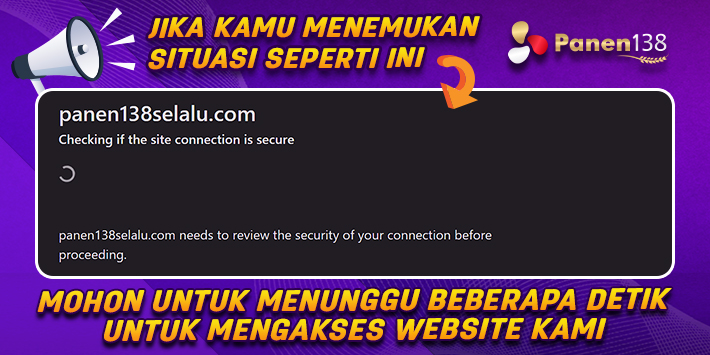 JIKA KAMU MENEMUKAN
SITUASI SEPERTI INI
Panen138
panen138selalu.com
Checking if the site connection is secure
panen138selalu.com needs to review the security of your connection before
proceeding.
MOHON UNTUK MENUNGGU BEBERAPA DETIK
UNTUK MENGAKSES WEBSITE KAMI